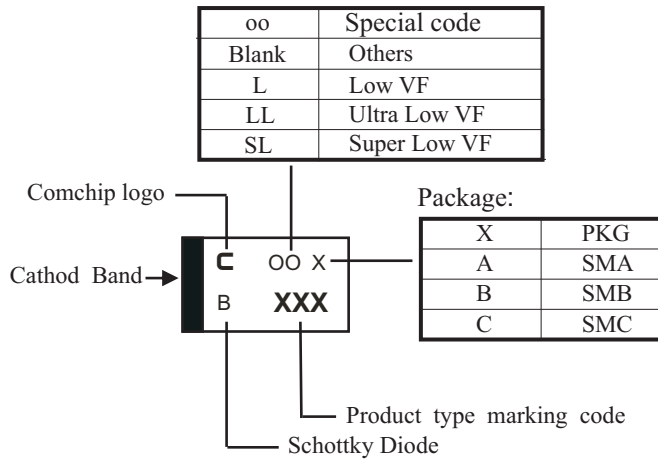 oo Special code
Blank Others
L Low VF
LL Ultra Low VF
SL Super Low VF
Comchip logo
Package:
X PKG
A SMA
B SMB
C SMC
Cathod Band
C OO X
B XXX
Product type marking code
Schottky Diode